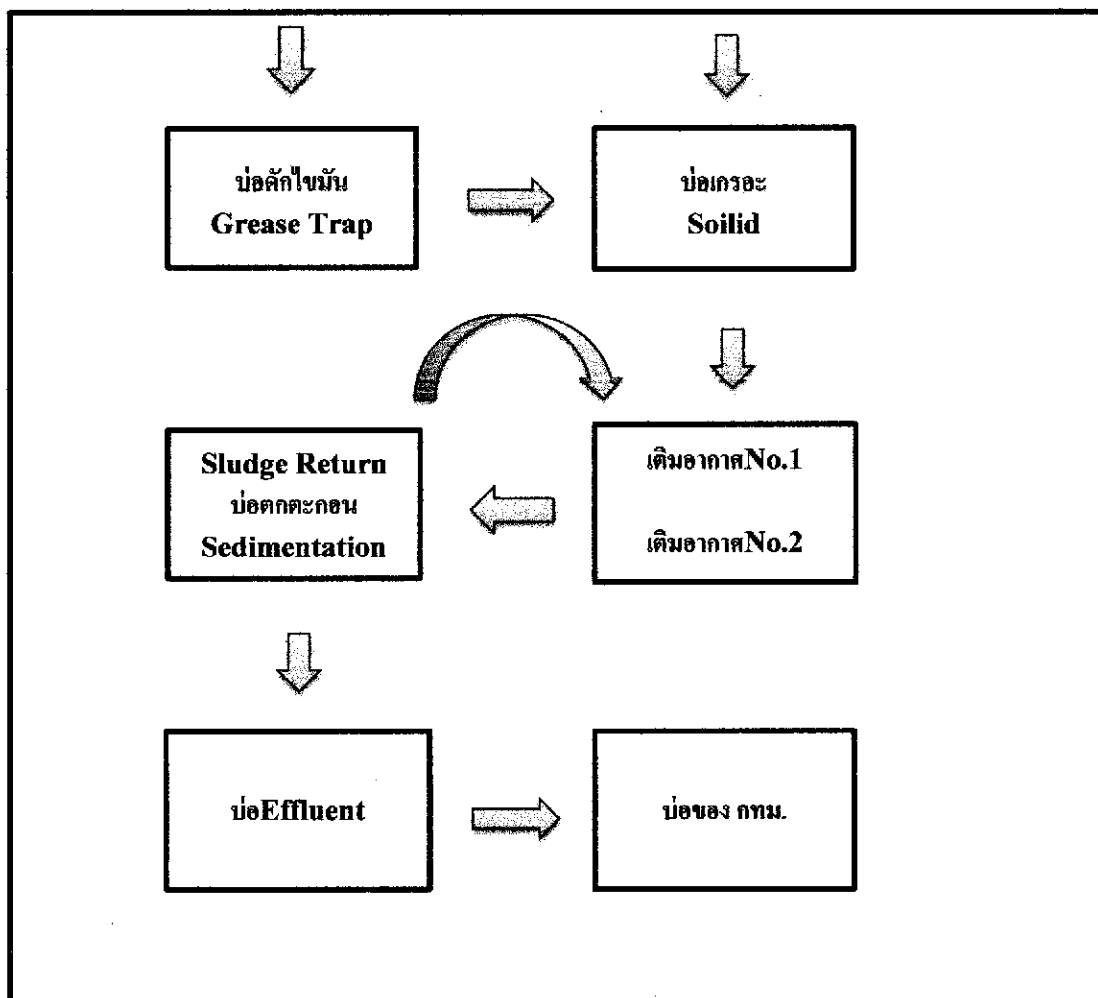 บ่อดักไขมัน
Grease Trap
บ่อเกรอะ
Soilid
Sludge Return
บ่อตกตะกอน
Sedimentation
เติมอากาศNo.1
เติมอากาศNo.2
บ่อEffluent
บ่อของ กทม.